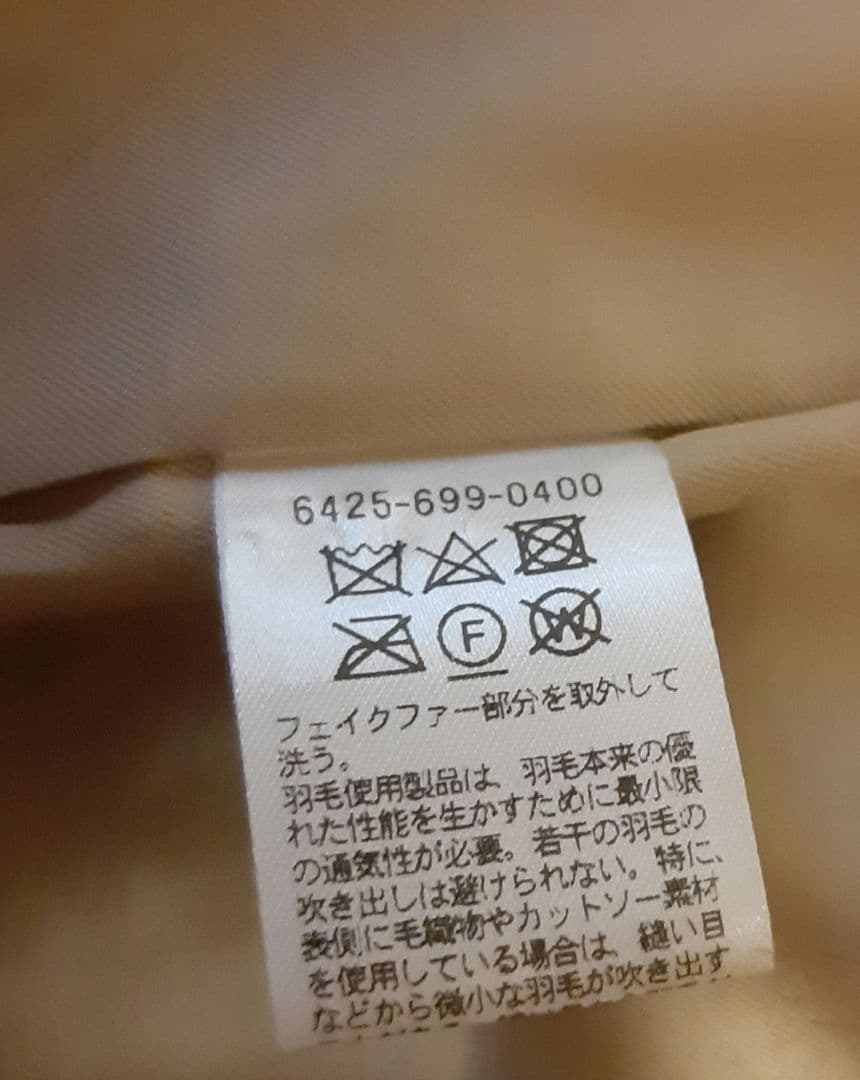 6425-699-0400
F
W
フェイクファー部分を取外して
洗う。
羽毛使用製品は、羽毛本来の優
れた性能を生かすために最小限
の通気性が必要。若干の羽毛の
吹き出しは避けられない。特に、
表側に毛織物やカットソー素材
を使用している場合は、縫い目
などから微小な羽毛が吹き出す